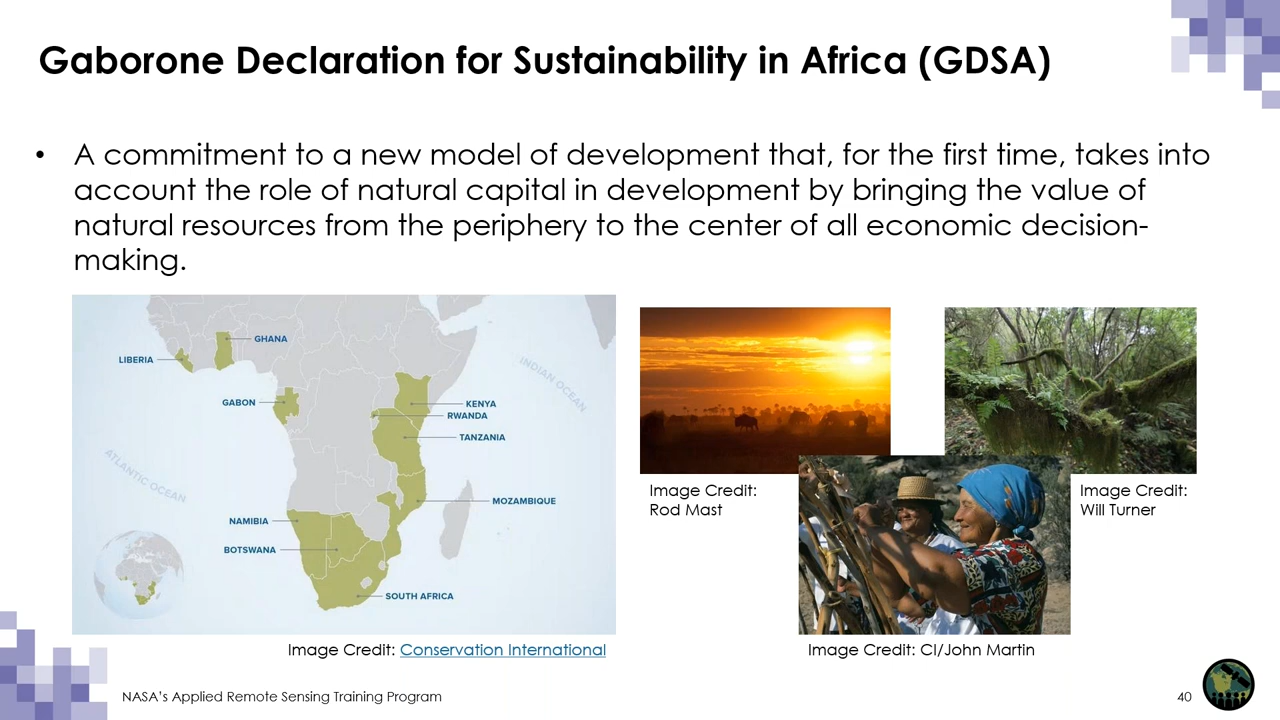 Gaborone Declaration for Sustainability in Africa (GDSA)
• A commitment to a new model of development that, for the first time, takes into
account the role of natural capital in development by bringing the value of
natural resources from the periphery to the center of all economic decision-
making.
GHANA
LIBERIA
INDIAN OCEAN
GABON
KENYA
RWANDA
TANZANIA
ATLANTIC OCEAN
MOZAMBIQUE
NAMIBIA
BOTSWANA
SOUTH AFRICA
Image Credit: Conservation International
Image Credit:
Rod Mast
Image Credit:
Will Turner
Image Credit: CI/John Martin
NASA's Applied Remote Sensing Training Program
40